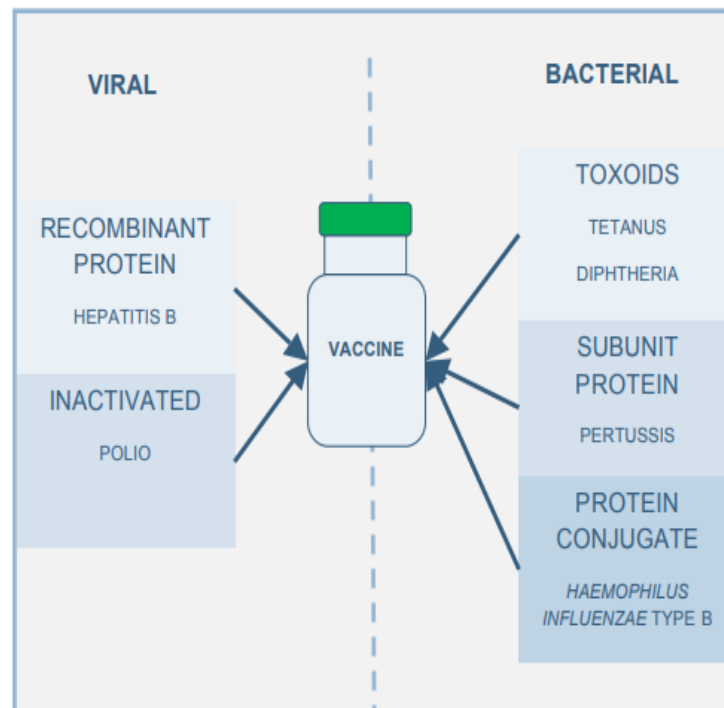 VIRAL
RECOMBINANT
PROTEIN
HEPATITIS B
INACTIVATED
POLIO
VACCINE
BACTERIAL
TOXOIDS
TETANUS
DIPHTHERIA
SUBUNIT
PROTEIN
PERTUSSIS
PROTEIN
CONJUGATE
HAEMOPHILUS
INFLUENZAE TYPE B